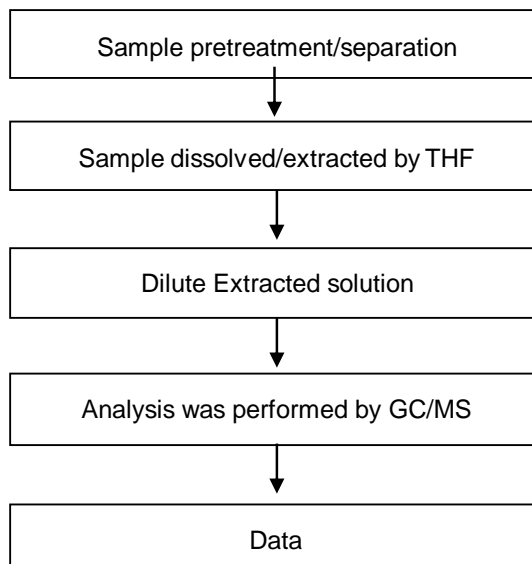 Sample pretreatment/separation
Sample dissolved/extracted by THF
Dilute Extracted solution
Analysis was performed by GC/MS
Data